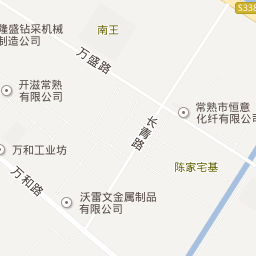 S338
隆盛钻采机械
制造公司
南王
万盛路
开滋常熟
有限公司
常熟市恒意
化纤有限公司
长青路
万和工业坊
陈家宅基
万和路
沃雷文金属制品
有限公司